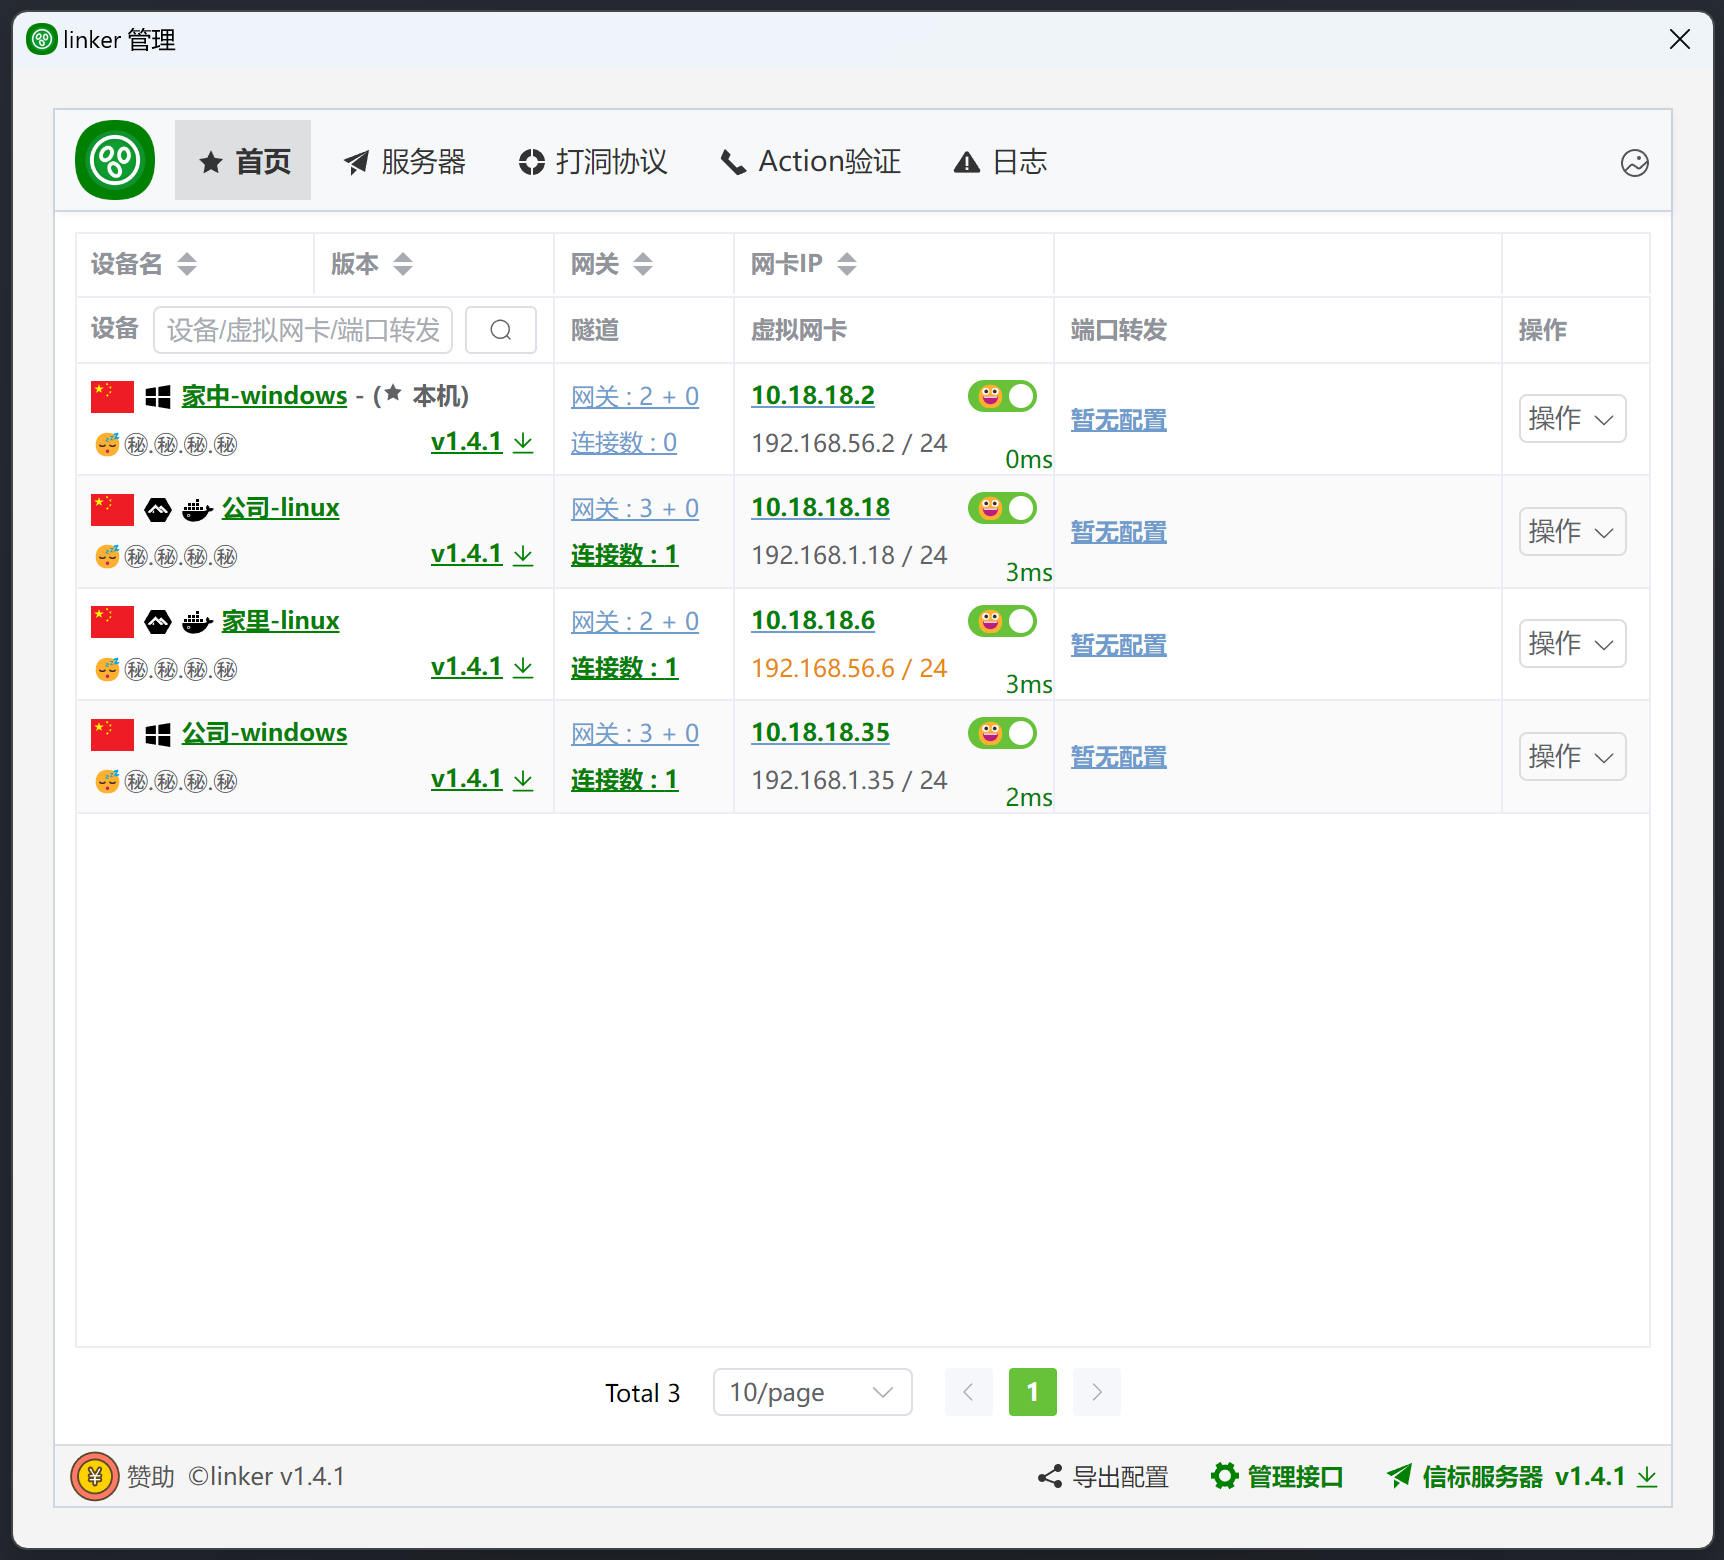 linker 管理
首页 服务器 打洞协议 Action验证 日志
设备名 版本 网关 网卡IP
设备 设备/虚拟网卡/端口转发 隧道 虚拟网卡 端口转发 操作
家中-windows - (★ 本机) 网关 : 2 + 0 10.18.18.2 暂无配置 操作
㊙.㊙.㊙.㊙ v1.4.1 连接数 : 0 192.168.56.2 / 24 0ms
公司-linux 网关 : 3 + 0 10.18.18.18 暂无配置 操作
㊙.㊙.㊙.㊙ v1.4.1 连接数 : 1 192.168.1.18 / 24 3ms
家里-linux 网关 : 2 + 0 10.18.18.6 暂无配置 操作
㊙.㊙.㊙.㊙ v1.4.1 连接数 : 1 192.168.56.6 / 24 3ms
公司-windows 网关 : 3 + 0 10.18.18.35 暂无配置 操作
㊙.㊙.㊙.㊙ v1.4.1 连接数 : 1 192.168.1.35 / 24 2ms
Total 3 10/page 1
¥ 赞助 ©linker v1.4.1 导出配置 管理接口 信标服务器 v1.4.1